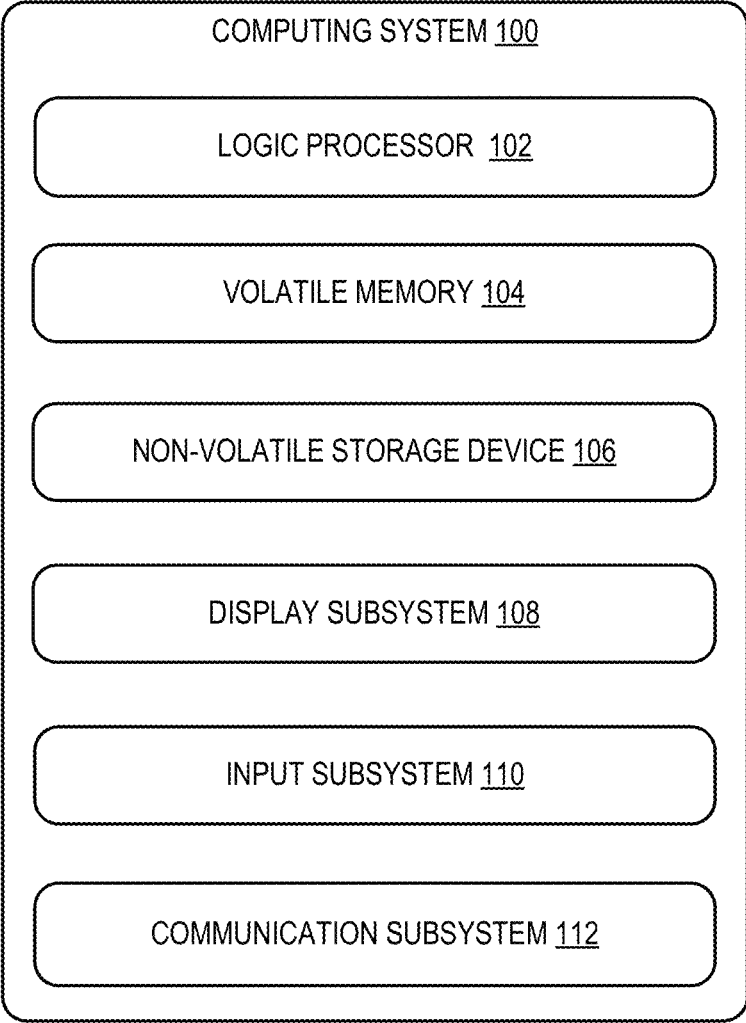 COMPUTING SYSTEM 100
LOGIC PROCESSOR 102
VOLATILE MEMORY 104
NON-VOLATILE STORAGE DEVICE 106
DISPLAY SUBSYSTEM 108
INPUT SUBSYSTEM 110
COMMUNICATION SUBSYSTEM 112